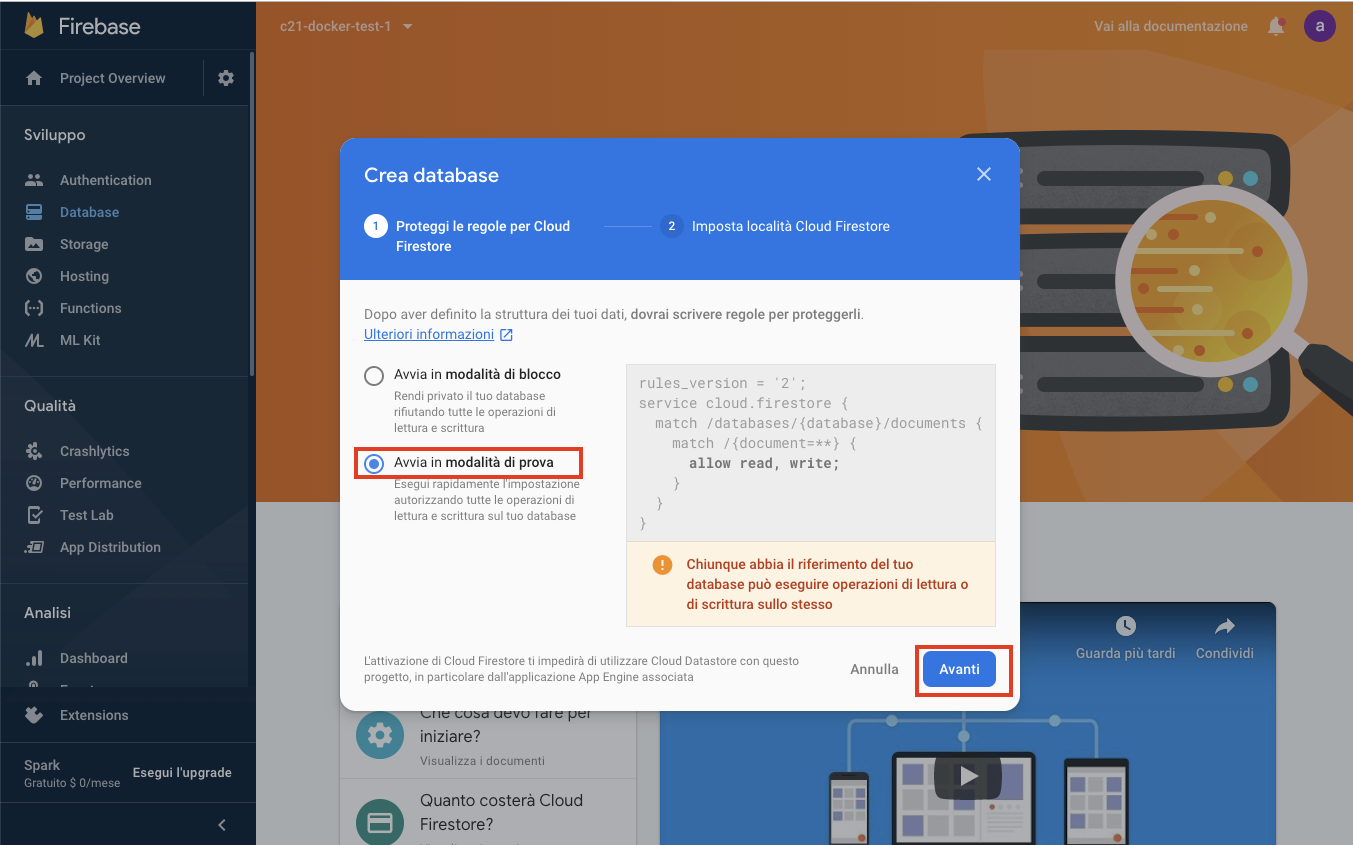 Firebase
c21-docker-test-1
Vai alla documentazione
a
Project Overview
Sviluppo
Authentication
Database
Storage
Hosting
Functions
ML Kit
Qualità
Crashlytics
Performance
Test Lab
App Distribution
Analisi
Dashboard
Extensions
Spark
Gratuito $ 0/mese
Esegui l'upgrade
Crea database
1
Proteggi le regole per Cloud
Firestore
2
Imposta località Cloud Firestore
Dopo aver definito la struttura dei tuoi dati, dovrai scrivere regole per proteggerli.
Ulteriori informazioni
Avvia in modalità di blocco
Rendi privato il tuo database
rifiutando tutte le operazioni di
lettura e scrittura
Avvia in modalità di prova
Esegui rapidamente l'impostazione
autorizzando tutte le operazioni di
lettura e scrittura sul tuo database
rules_version = '2';
service cloud.firestore {
match /databases/{database}/documents {
match /{document=**} {
allow read, write;
}
}
}
Chiunque abbia il riferimento del tuo
database può eseguire operazioni di lettura o
di scrittura sullo stesso
L'attivazione di Cloud Firestore ti impedirà di utilizzare Cloud Datastore con questo
progetto, in particolare dall'applicazione App Engine associata
Annulla
Avanti
Guarda più tardi
Condividi
Che cosa devo fare per
iniziare?
Visualizza i documenti
Quanto costerà Cloud
Firestore?